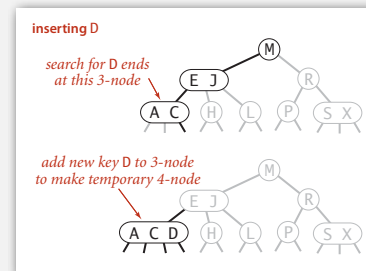 inserting D
M
search for D ends
at this 3-node
E J
R
A C
H
L
P
S X
add new key D to 3-node
to make temporary 4-node
M
E J
R
A C D
H
L
P
S X